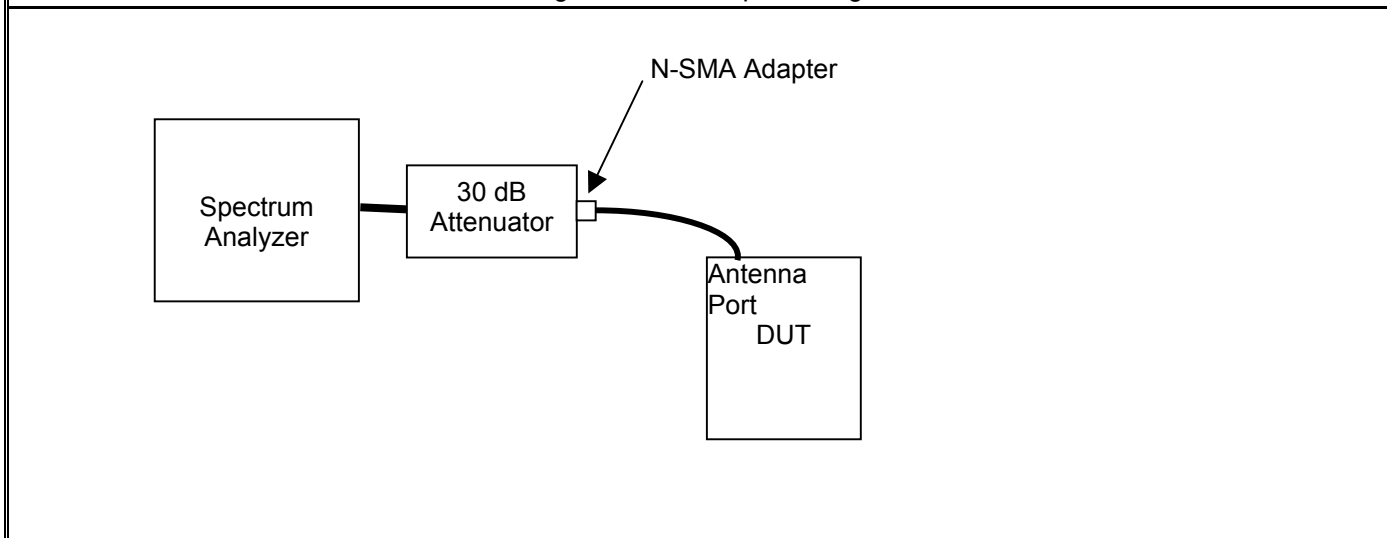 N-SMA Adapter
Spectrum
Analyzer
30 dB
Attenuator
Antenna
Port
DUT